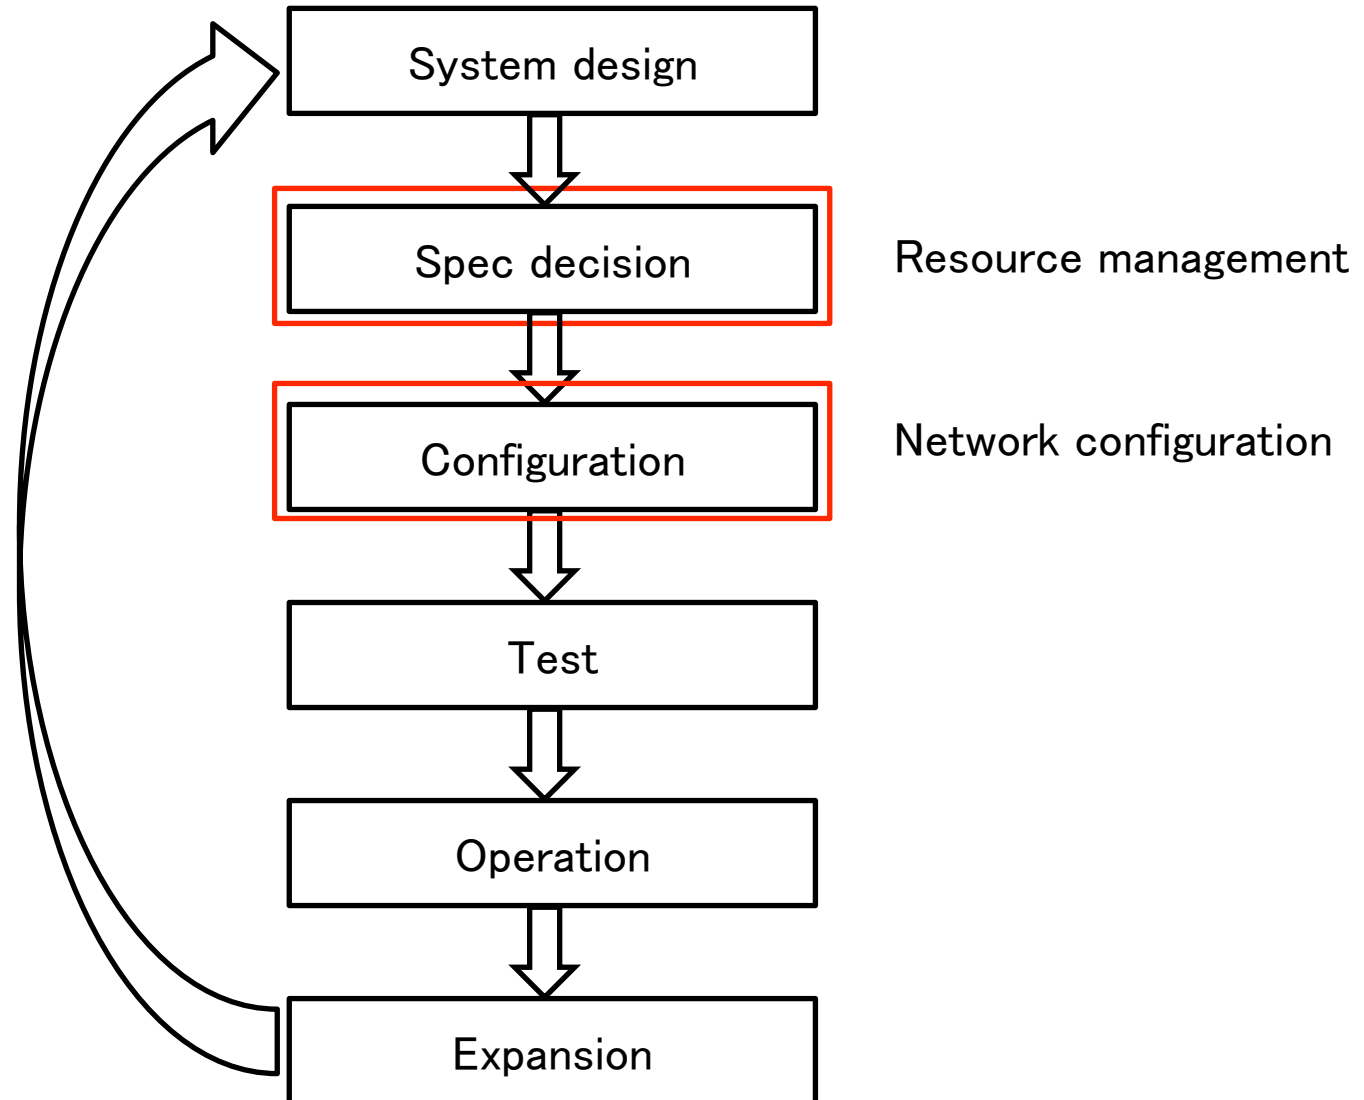 System design
Spec decision
Resource management
Configuration
Network configuration
Test
Operation
Expansion